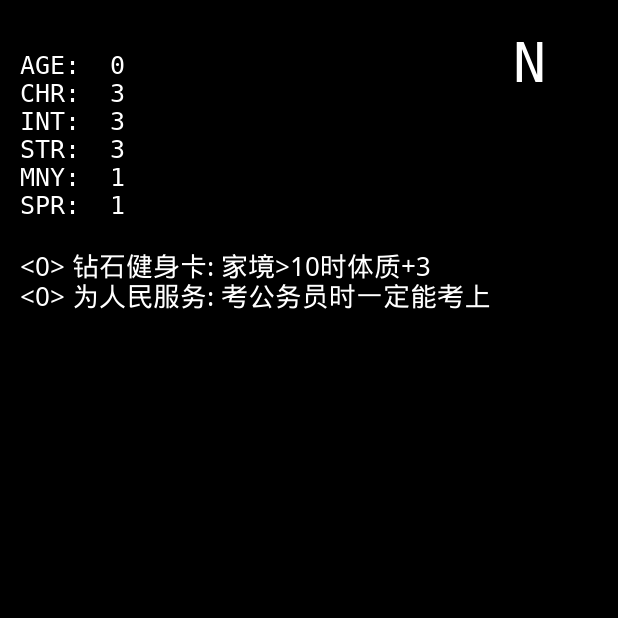 N
AGE: 0
CHR: 3
INT: 3
STR: 3
MNY: 1
SPR: 1
<0> 钻石健身卡: 家境>10时体质+3
<0> 为人民服务: 考公务员时一定能考上